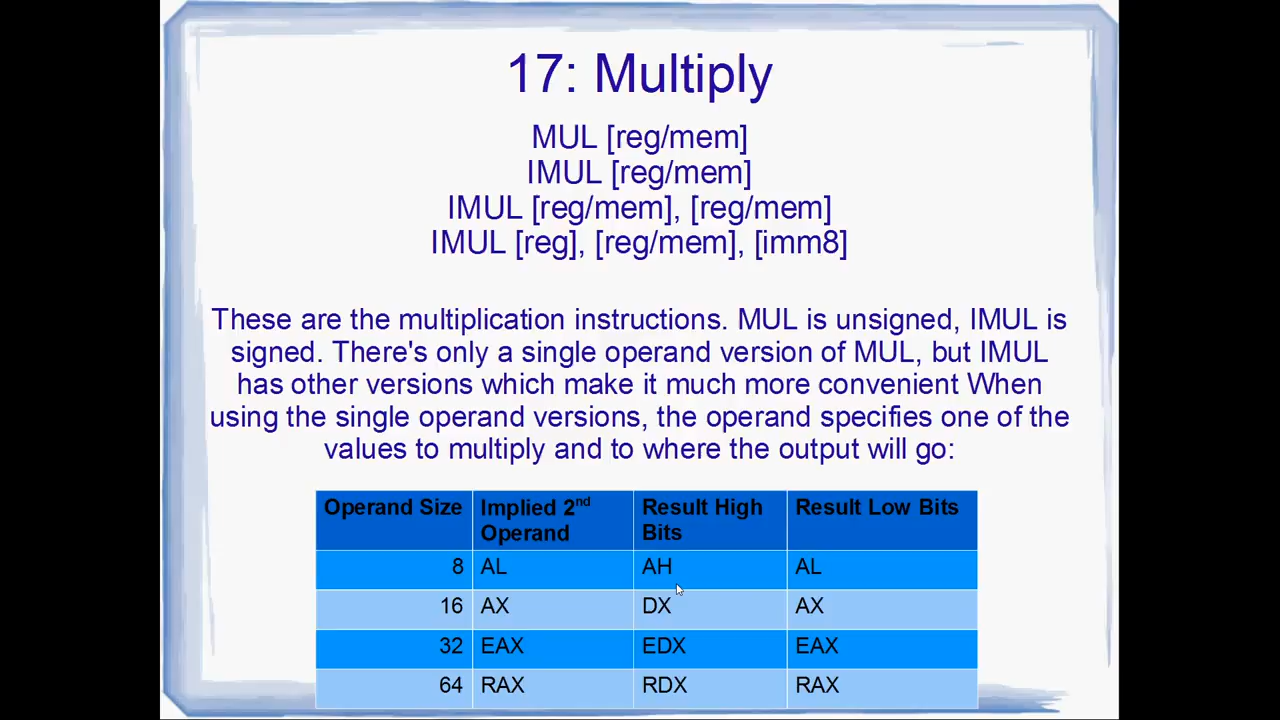 17: Multiply
MUL [reg/mem]
IMUL [reg/mem]
IMUL [reg/mem], [reg/mem]
IMUL [reg], [reg/mem], [imm8]
These are the multiplication instructions. MUL is unsigned, IMUL is
signed. There's only a single operand version of MUL, but IMUL
has other versions which make it much more convenient When
using the single operand versions, the operand specifies one of the
values to multiply and to where the output will go:
Operand Size Implied 2nd Operand Result High Bits Result Low Bits
8 AL AH AL
16 AX DX AX
32 EAX EDX EAX
64 RAX RDX RAX